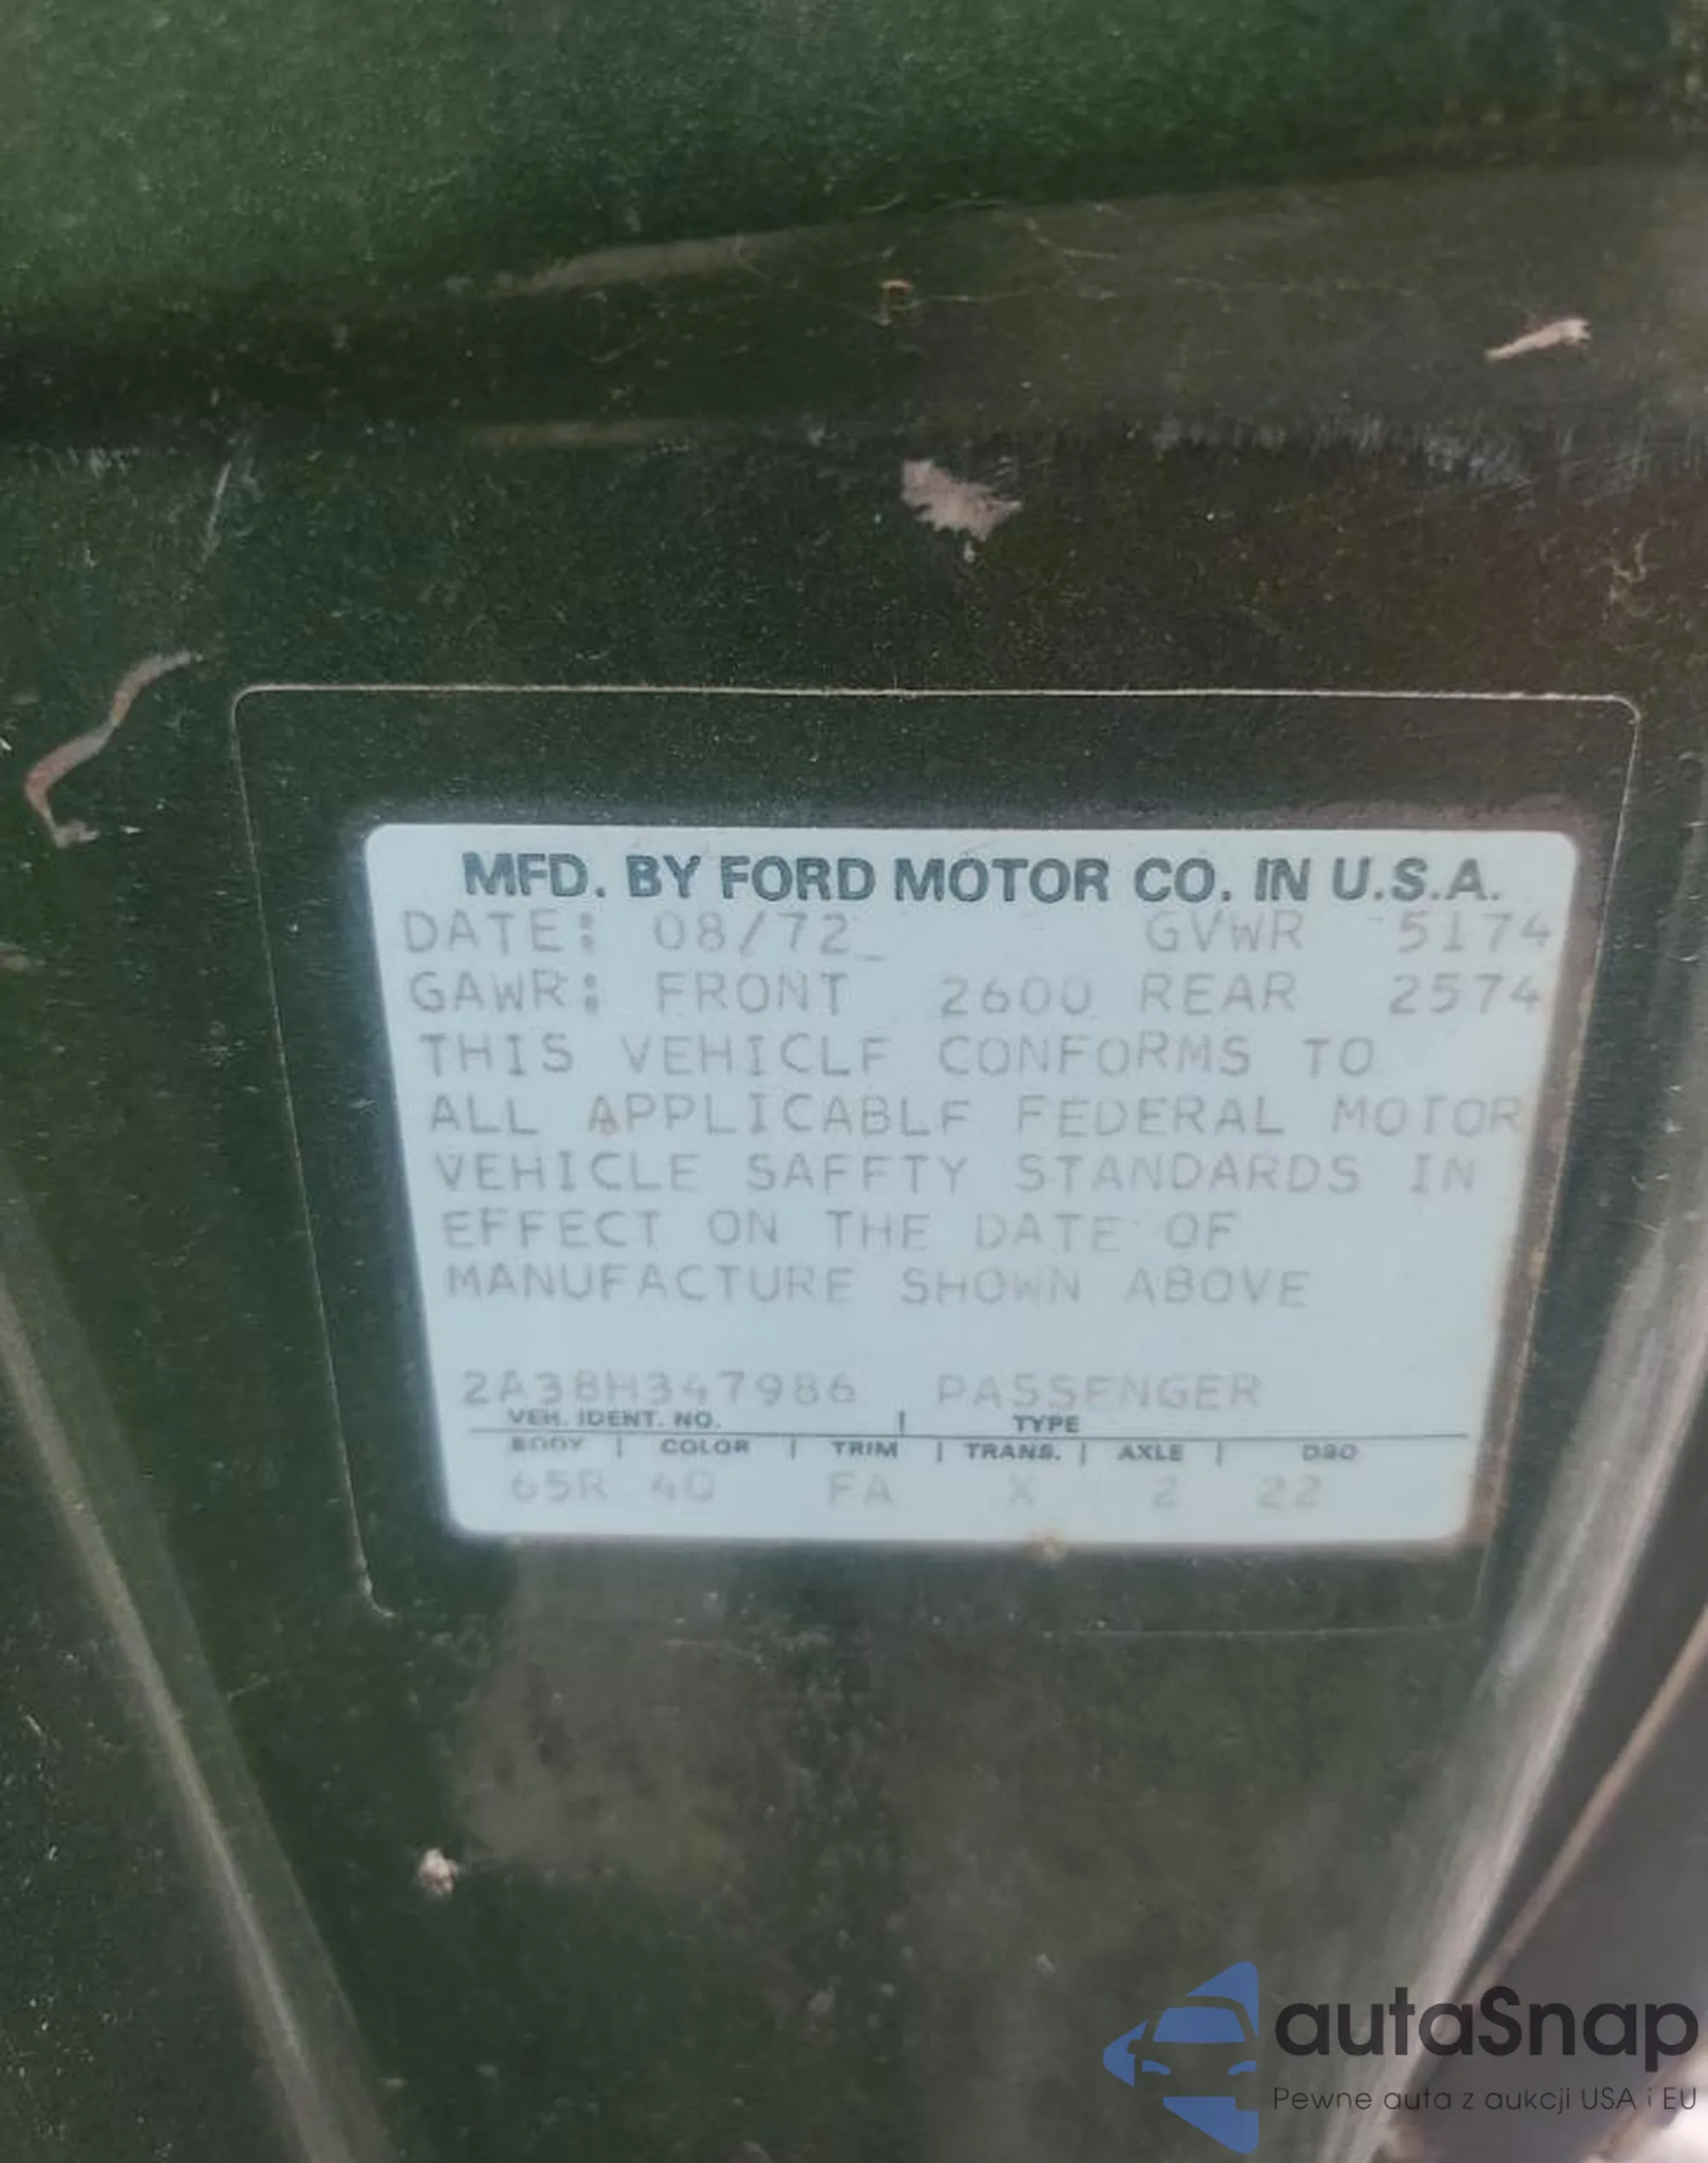 MFD. BY FORD MOTOR CO. IN U.S.A.
DATE: 08/72 GVWR 5174
GAWR: FRONT 2600 REAR 2574
THIS VEHICLF CONFORMS TO
ALL APPLICABLF FEDERAL MOTOR
VEHICLE SAFFTY STANDARDS IN
EFFECT ON THE DATE OF
MANUFACTURE SHOWN ABOVE
2A38H347986 PASSENGER
VEH. IDENT. NO. TYPE
BODY | COLOR | TRIM | TRANS. | AXLE | DSO
65R 4Q FA X 2 22
autaSnap
Pewne auta z aukcji USA i EU